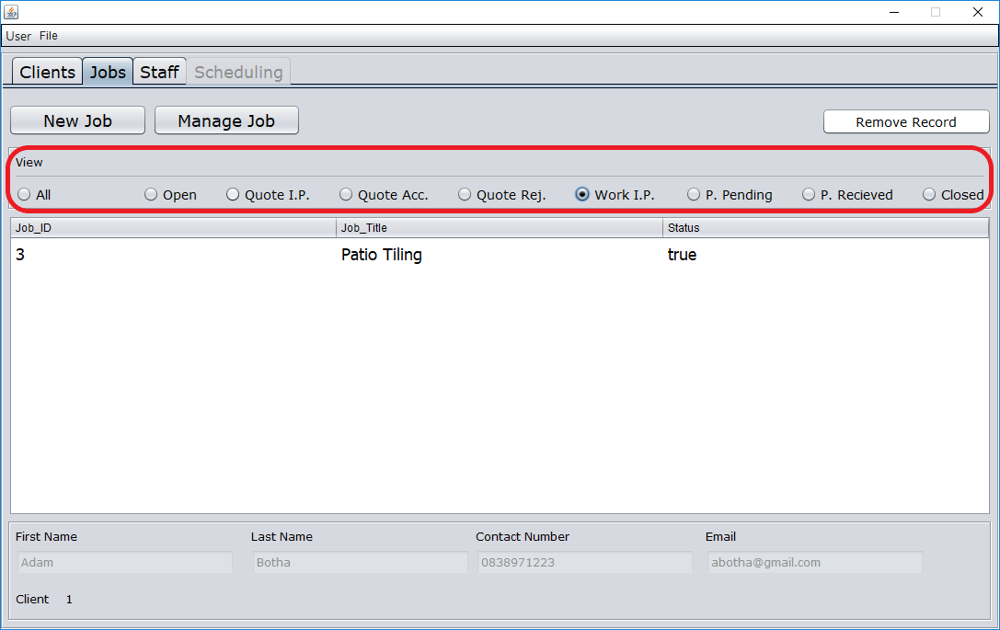 User File
Clients Jobs Staff Scheduling
New Job Manage Job Remove Record
View
All Open Quote I.P. Quote Acc. Quote Rej. Work I.P. P. Pending P. Recieved Closed
Job_ID Job_Title Status
3 Patio Tiling true
First Name Last Name Contact Number Email
Adam Botha 0838971223 abotha@gmail.com
Client 1